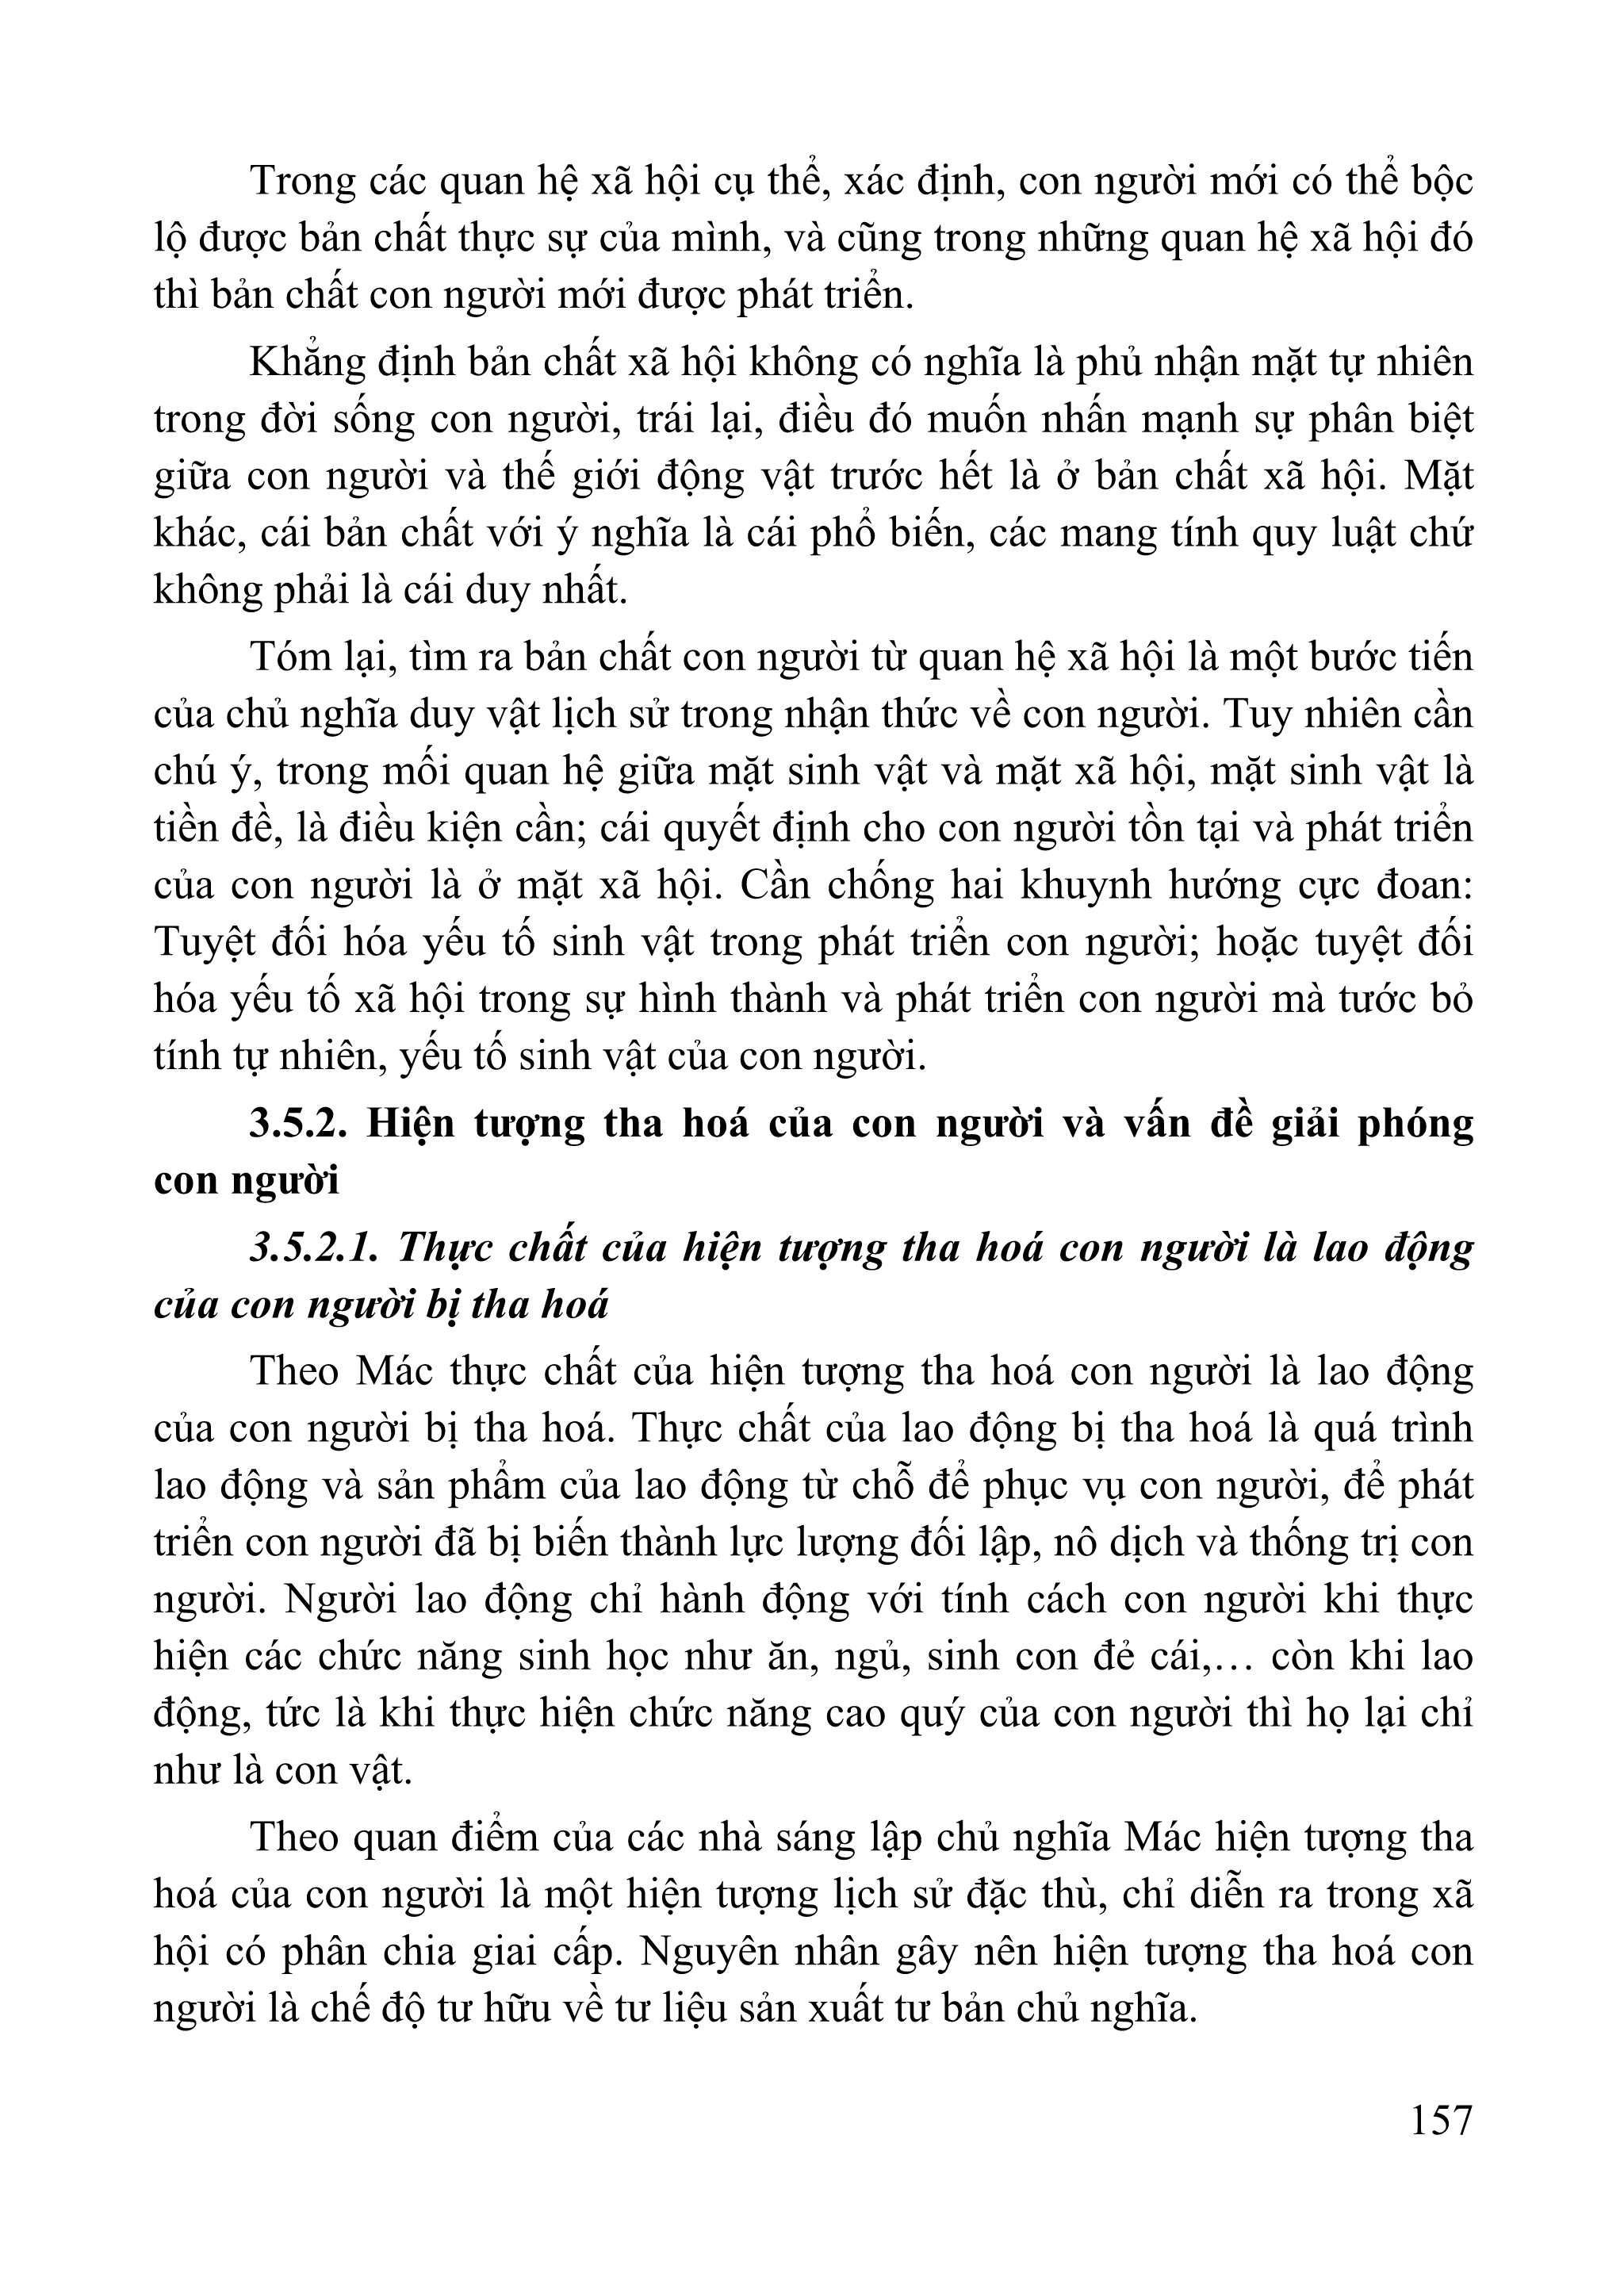 Trong các quan hệ xã hội cụ thể, xác định, con người mới có thể bộc
lộ được bản chất thực sự của mình, và cũng trong những quan hệ xã hội đó
thì bản chất con người mới được phát triển.
Khẳng định bản chất xã hội không có nghĩa là phủ nhận mặt tự nhiên
trong đời sống con người, trái lại, điều đó muốn nhấn mạnh sự phân biệt
giữa con người và thế giới động vật trước hết là ở bản chất xã hội. Mặt
khác, cái bản chất với ý nghĩa là cái phổ biến, các mang tính quy luật chứ
không phải là cái duy nhất.
Tóm lại, tìm ra bản chất con người từ quan hệ xã hội là một bước tiến
của chủ nghĩa duy vật lịch sử trong nhận thức về con người. Tuy nhiên cần
chú ý, trong mối quan hệ giữa mặt sinh vật và mặt xã hội, mặt sinh vật là
tiền đề, là điều kiện cần; cái quyết định cho con người tồn tại và phát triển
của con người là ở mặt xã hội. Cần chống hai khuynh hướng cực đoan:
Tuyệt đối hóa yếu tố sinh vật trong phát triển con người; hoặc tuyệt đối
hóa yếu tố xã hội trong sự hình thành và phát triển con người mà tước bỏ
tính tự nhiên, yếu tố sinh vật của con người.
3.5.2. Hiện tượng tha hoá của con người và vấn đề giải phóng
con người
3.5.2.1. Thực chất của hiện tượng tha hoá con người là lao động
của con người bị tha hoá
Theo Mác thực chất của hiện tượng tha hoá con người là lao động
của con người bị tha hoá. Thực chất của lao động bị tha hoá là quá trình
lao động và sản phẩm của lao động từ chỗ để phục vụ con người, để phát
triển con người đã bị biến thành lực lượng đối lập, nô dịch và thống trị con
người. Người lao động chỉ hành động với tính cách con người khi thực
hiện các chức năng sinh học như ăn, ngủ, sinh con đẻ cái,… còn khi lao
động, tức là khi thực hiện chức năng cao quý của con người thì họ lại chỉ
như là con vật.
Theo quan điểm của các nhà sáng lập chủ nghĩa Mác hiện tượng tha
hoá của con người là một hiện tượng lịch sử đặc thù, chỉ diễn ra trong xã
hội có phân chia giai cấp. Nguyên nhân gây nên hiện tượng tha hoá con
người là chế độ tư hữu về tư liệu sản xuất tư bản chủ nghĩa.
157